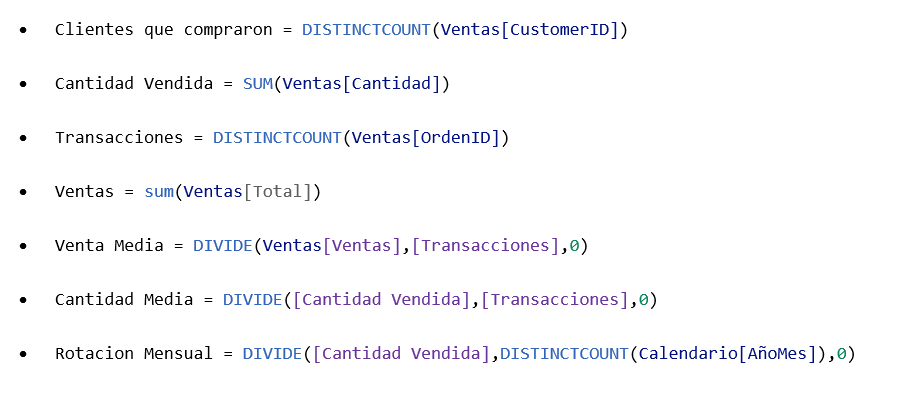 • Clientes que compraron = DISTINCTCOUNT(Ventas[CustomerID])
• Cantidad Vendida = SUM(Ventas[Cantidad])
• Transacciones = DISTINCTCOUNT(Ventas[OrdenID])
• Ventas = sum(Ventas[Total])
• Venta Media = DIVIDE(Ventas[Ventas],[Transacciones],0)
• Cantidad Media = DIVIDE([Cantidad Vendida],[Transacciones],0)
• Rotacion Mensual = DIVIDE([Cantidad Vendida],DISTINCTCOUNT(Calendario[AñoMes]),0)